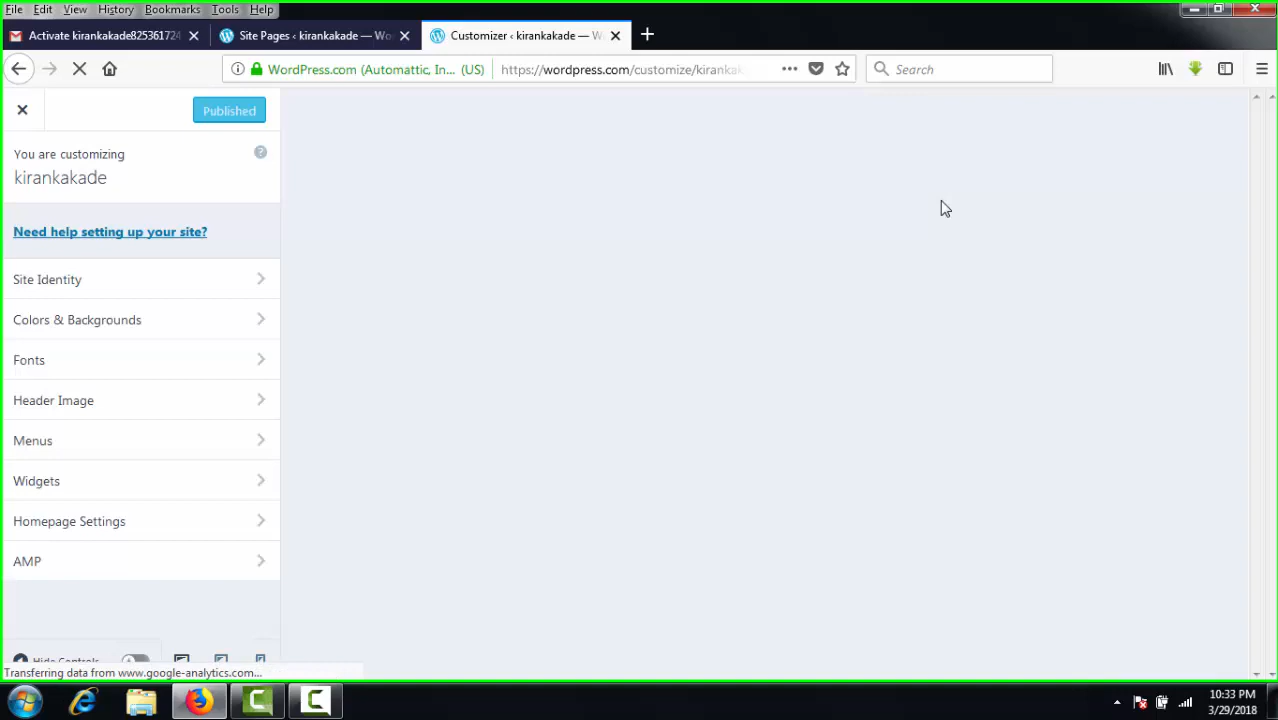 File Edit View History Bookmarks Tools Help
Activate kirankakade825361724
Site Pages ‹ kirankakade — Wo
Customizer ‹ kirankakade — W
WordPress.com (Automattic, In... (US)
https://wordpress.com/customize/kiranka
Search
Published
You are customizing
kirankakade
Need help setting up your site?
Site Identity
Colors & Backgrounds
Fonts
Header Image
Menus
Widgets
Homepage Settings
AMP
Hide Controls
Transferring data from www.google-analytics.com...
10:33 PM
3/29/2018